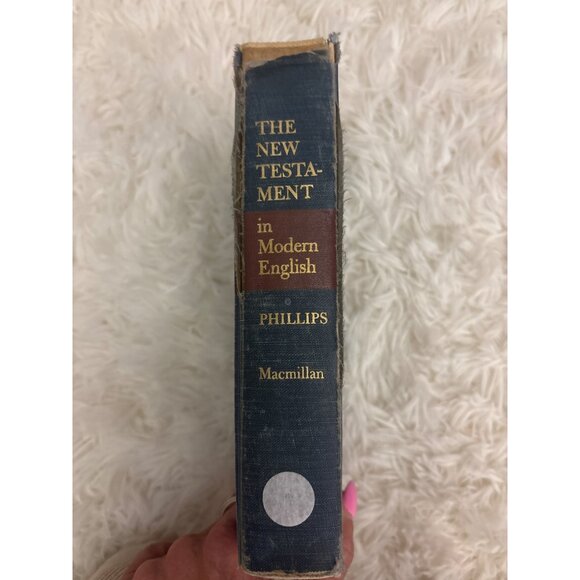 THE
NEW
TESTA-
MENT
in
Modern
English
PHILLIPS
Macmillan